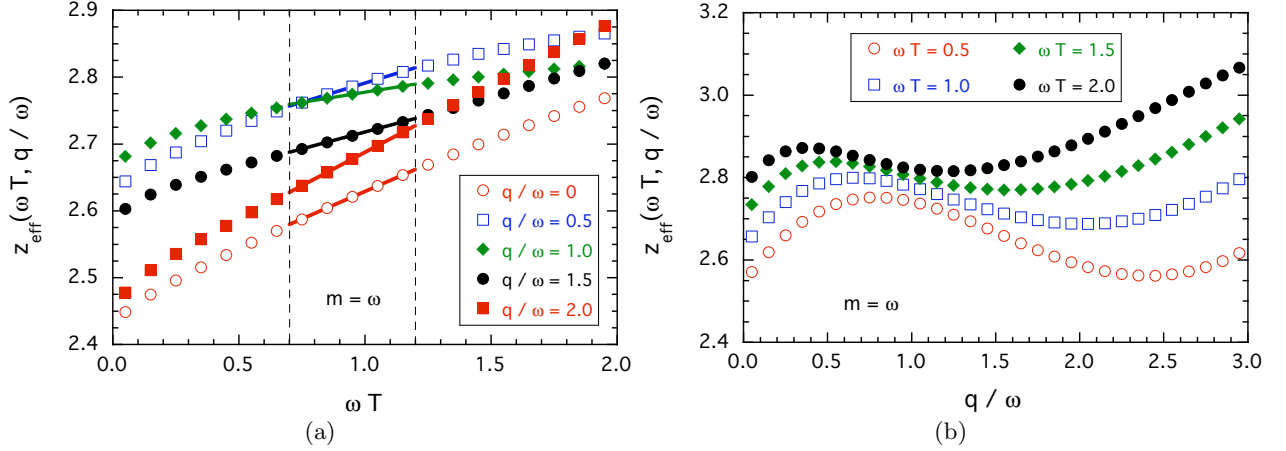 z_eff(ω T, q / ω)
2.9
2.8
2.7
2.6
2.5
2.4
0.0 0.5 1.0 1.5 2.0
ω T
m = ω
q / ω = 0
q / ω = 0.5
q / ω = 1.0
q / ω = 1.5
q / ω = 2.0
(a)
z_eff(ω T, q / ω)
3.2
3.0
2.8
2.6
2.4
0.0 0.5 1.0 1.5 2.0 2.5 3.0
q / ω
ω T = 0.5 ω T = 1.5
ω T = 1.0 ω T = 2.0
m = ω
(b)